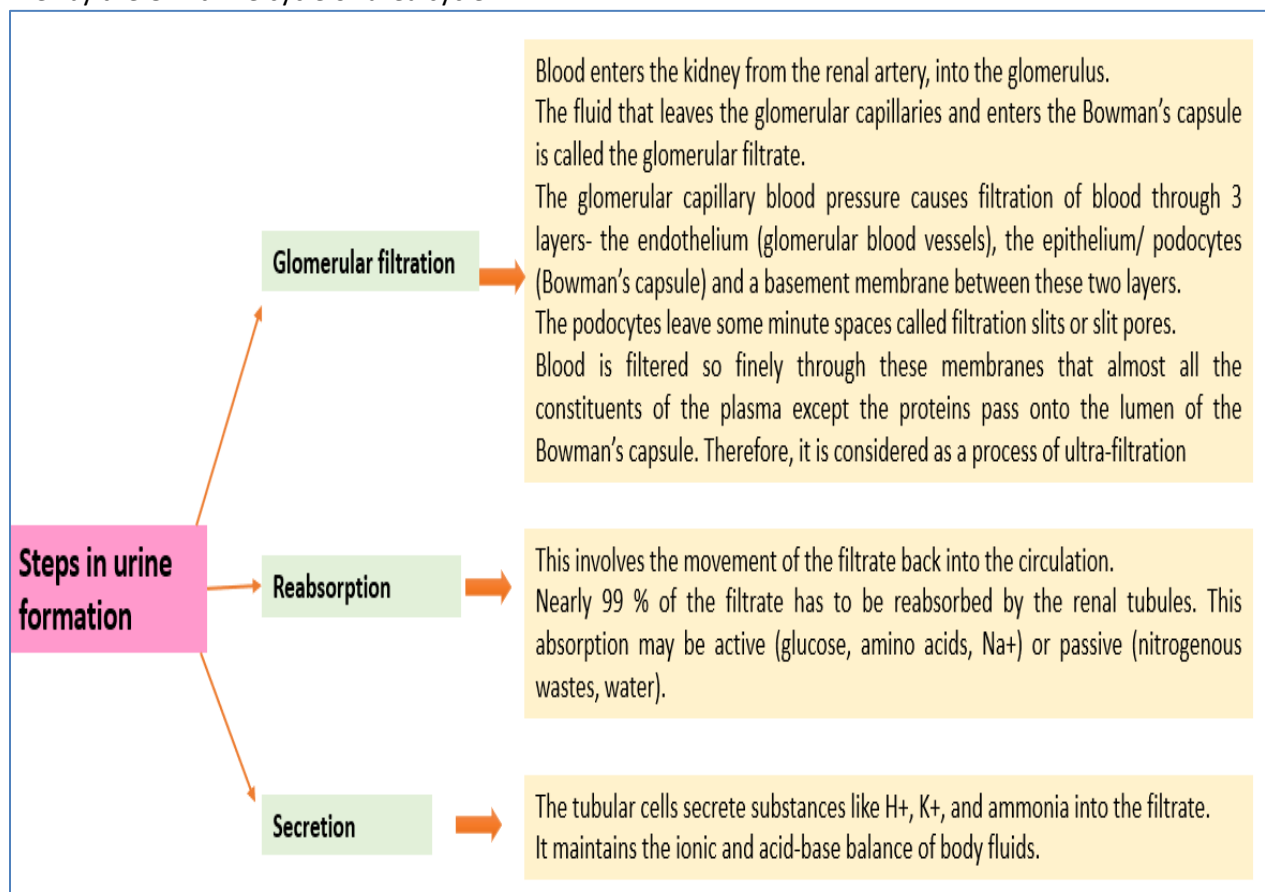 Blood enters the kidney from the renal artery, into the glomerulus.
The fluid that leaves the glomerular capillaries and enters the Bowman’s capsule
is called the glomerular filtrate.
The glomerular capillary blood pressure causes filtration of blood through 3
layers- the endothelium (glomerular blood vessels), the epithelium/ podocytes
(Bowman’s capsule) and a basement membrane between these two layers.
The podocytes leave some minute spaces called filtration slits or slit pores.
Blood is filtered so finely through these membranes that almost all the
constituents of the plasma except the proteins pass onto the lumen of the
Bowman’s capsule. Therefore, it is considered as a process of ultra-filtration
Glomerular filtration
Steps in urine
formation
Reabsorption
This involves the movement of the filtrate back into the circulation.
Nearly 99 % of the filtrate has to be reabsorbed by the renal tubules. This
absorption may be active (glucose, amino acids, Na+) or passive (nitrogenous
wastes, water).
Secretion
The tubular cells secrete substances like H+, K+, and ammonia into the filtrate.
It maintains the ionic and acid-base balance of body fluids.